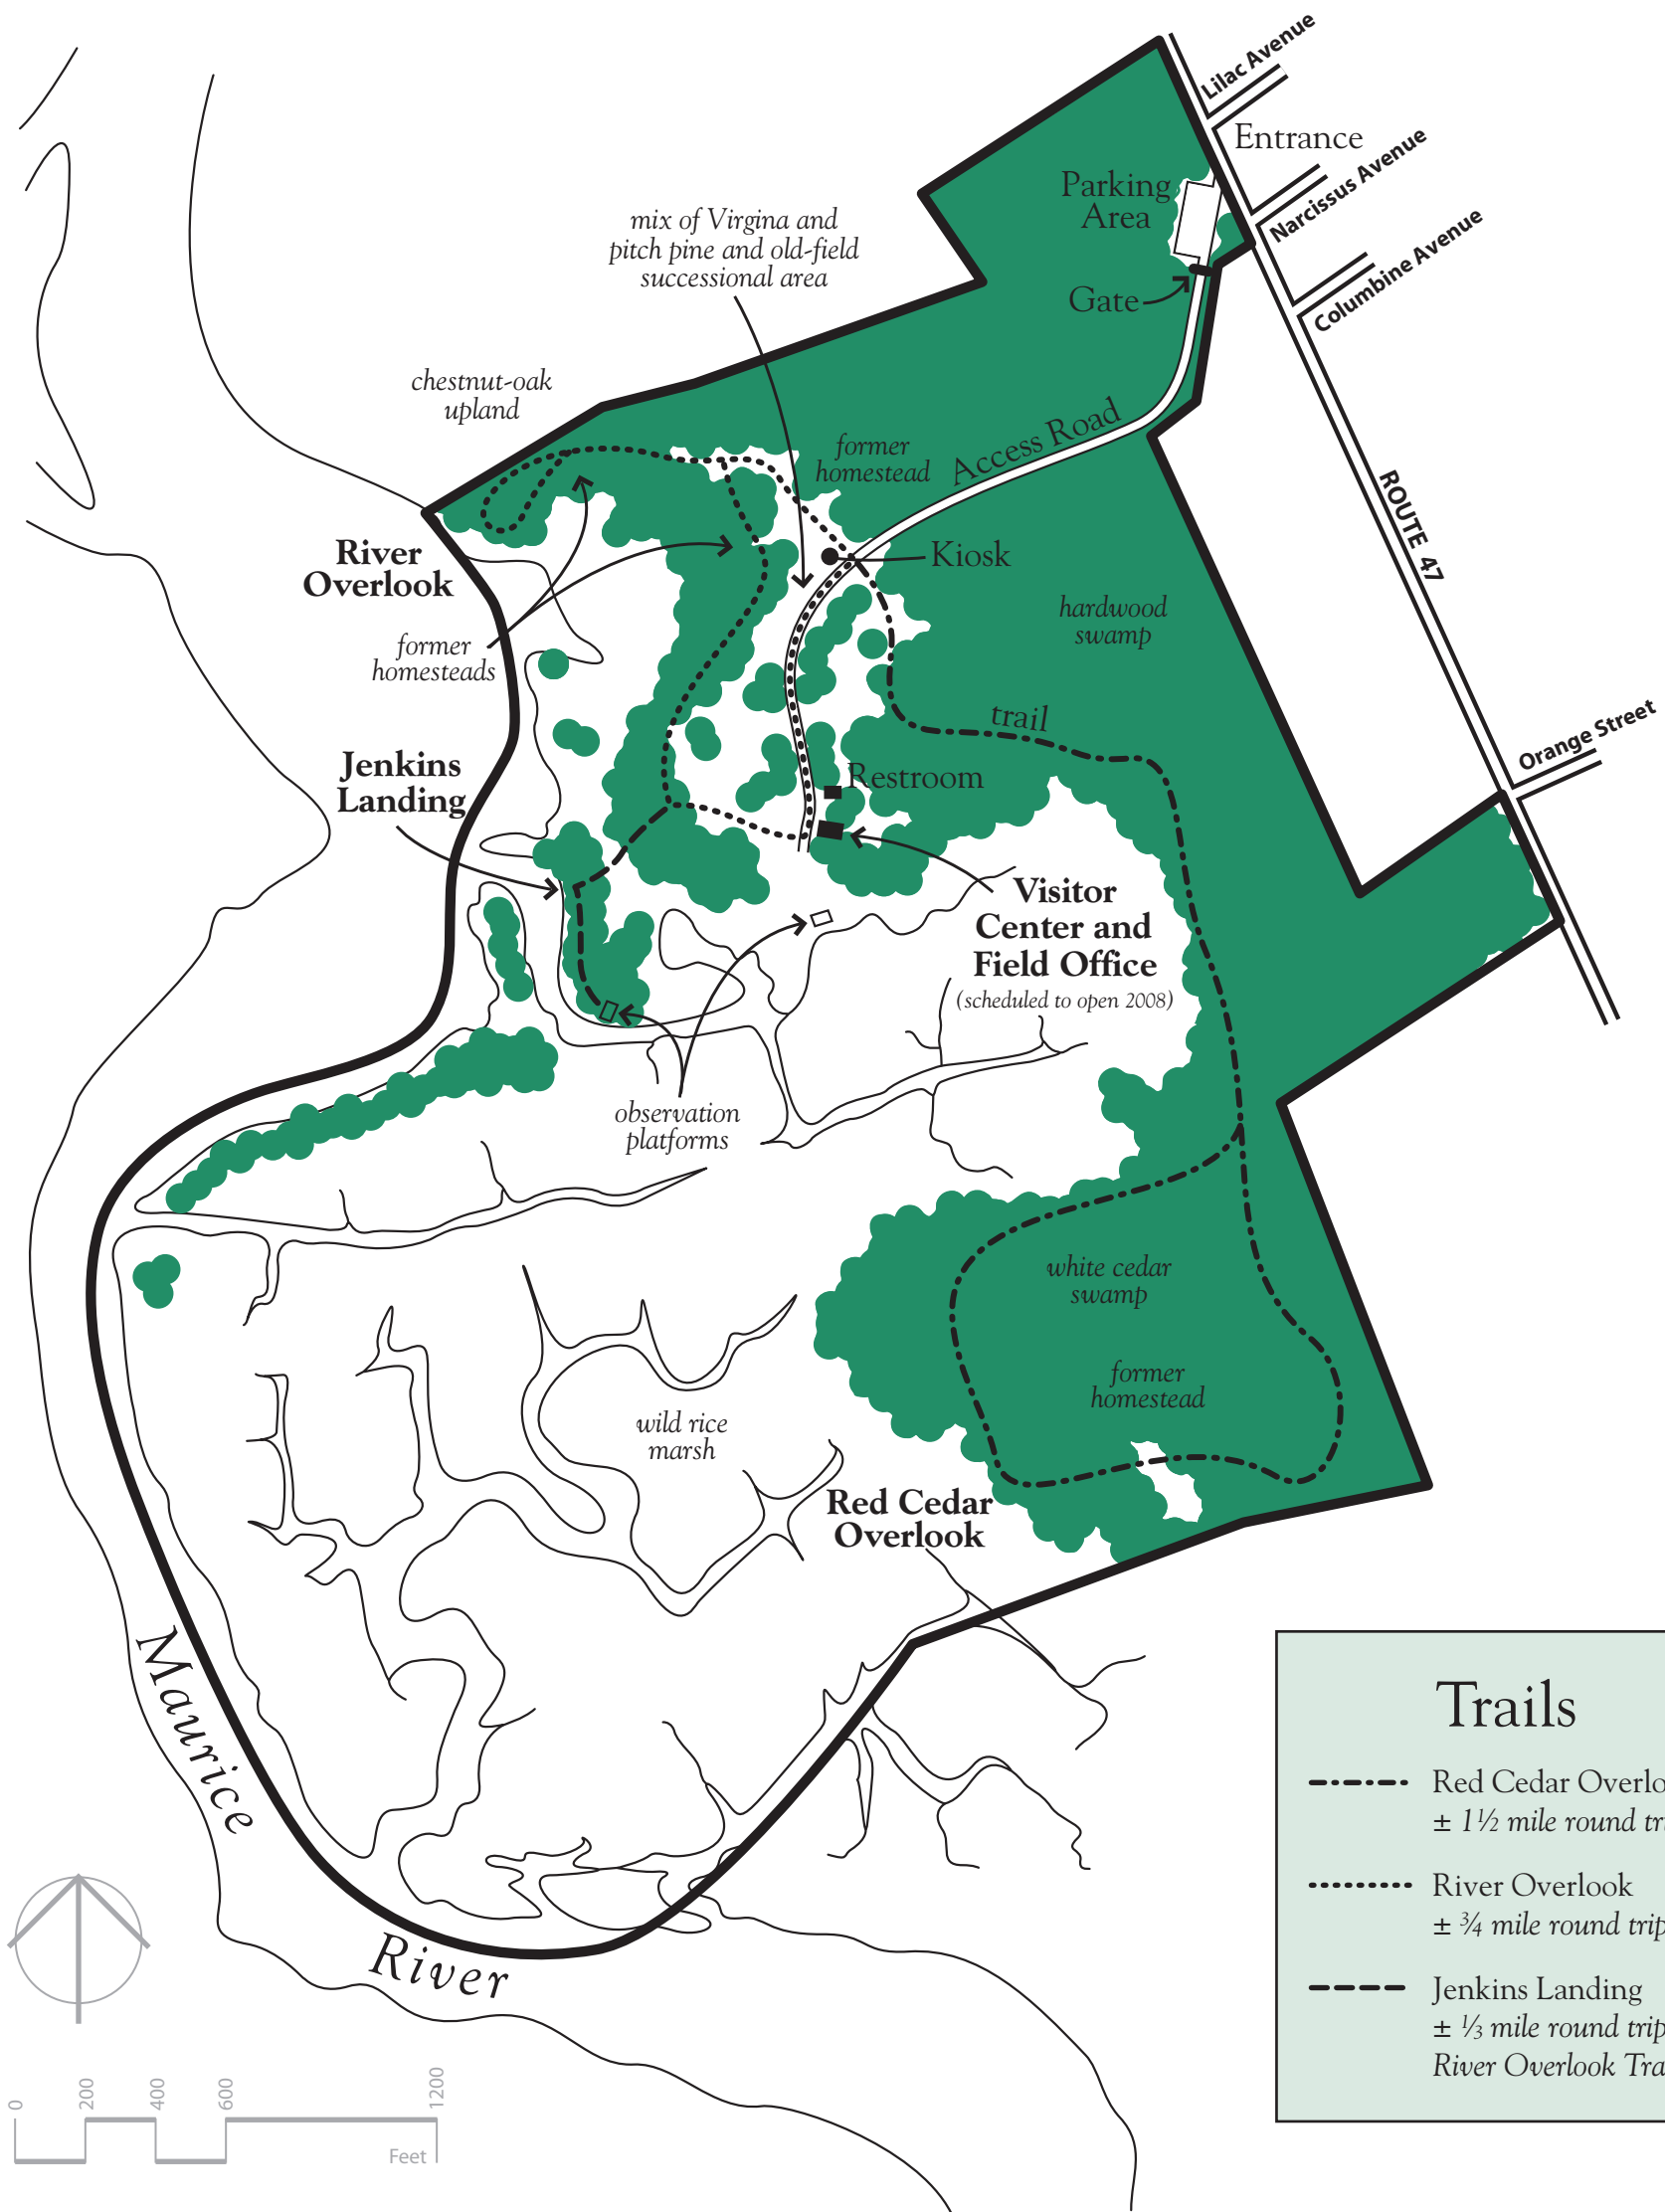 Lilac Avenue
Entrance
Narcissus Avenue
Columbine Avenue
Parking
Area
Gate
mix of Virgina and
pitch pine and old-field
successional area
chestnut-oak
upland
former
homestead
Access Road
ROUTE 47
River
Overlook
Kiosk
hardwood
swamp
former
homesteads
trail
Orange Street
Jenkins
Landing
Restroom
Visitor
Center and
Field Office
(scheduled to open 2008)
observation
platforms
white cedar
swamp
former
homestead
wild rice
marsh
Red Cedar
Overlook
Maurice
River
Trails
Red Cedar Overlo
± 1½ mile round tr
River Overlook
± ¾ mile round trip
Jenkins Landing
± ⅓ mile round trip
River Overlook Tra
0
200
400
600
1200
Feet